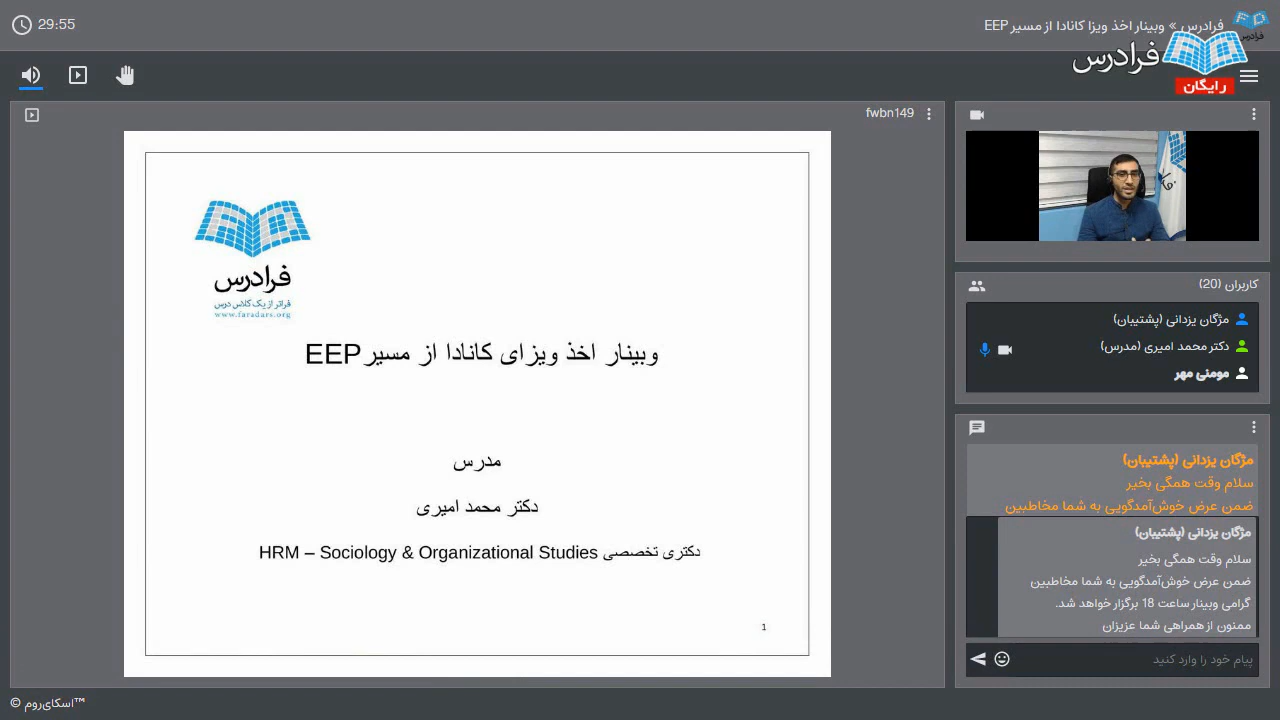 29:55
فرادرس » وبینار اخذ ویزا کانادا از مسیر EEP
فرادرس
رایگان
fwbn149
فرادرس
فراتر از یک کلاس درس
www.faradars.org
وبینار اخذ ویزای کانادا از مسیر EEP
مدرس
دکتر محمد امیری
دکتری تخصصی HRM – Sociology & Organizational Studies
1
کاربران (20)
مژگان یزدانی (پشتیبان)
دکتر محمد امیری (مدرس)
مومنی مهر
مژگان یزدانی (پشتیبان)
سلام وقت همگی بخیر
ضمن عرض خوش‌آمدگویی به شما مخاطبین
مژگان یزدانی (پشتیبان)
سلام وقت همگی بخیر
ضمن عرض خوش‌آمدگویی به شما مخاطبین
گرامی وبینار ساعت 18 برگزار خواهد شد.
ممنون از همراهی شما عزیزان
پیام خود را وارد کنید
© اسکای‌روم™